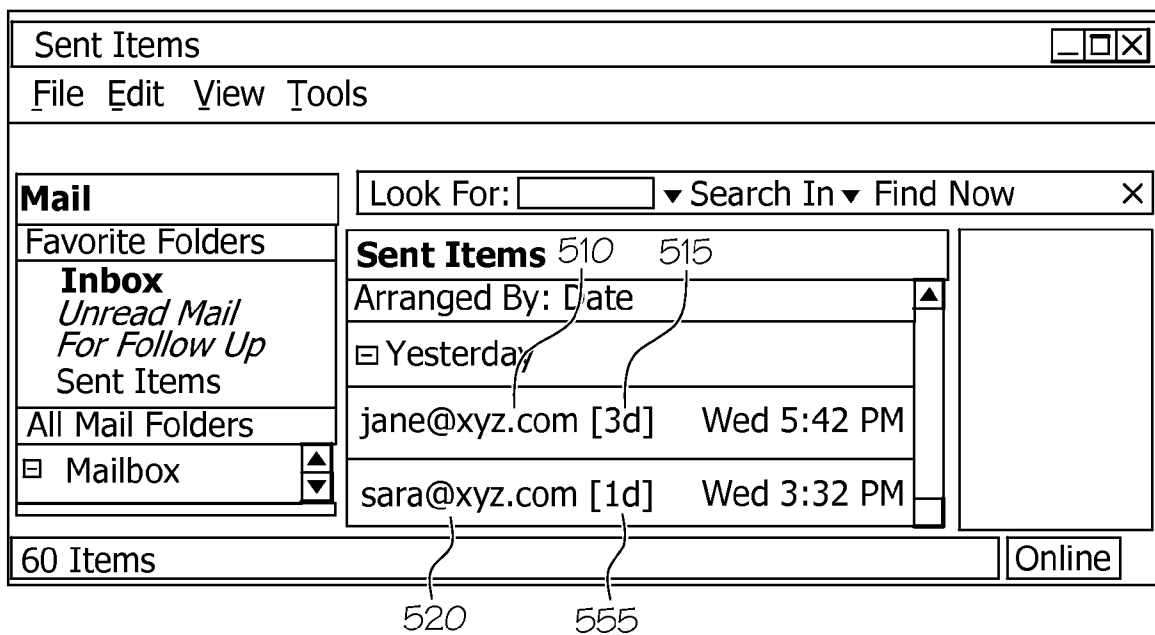 Sent Items
File Edit View Tools
Look For: Search In Find Now
Mail
Favorite Folders
Inbox
Unread Mail
For Follow Up
Sent Items
All Mail Folders
Mailbox
Sent Items 510 515
Arranged By: Date
Yesterday
jane@xyz.com [3d] Wed 5:42 PM
sara@xyz.com [1d] Wed 3:32 PM
60 Items Online
520 555